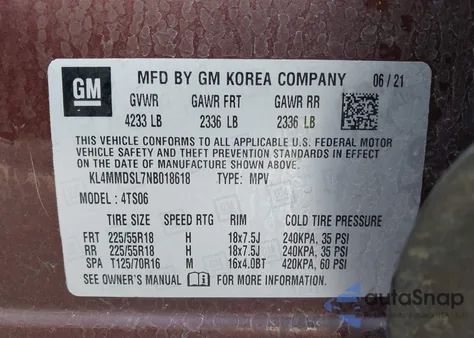 GM MFD BY GM KOREA COMPANY 06/21
GVWR GAWR FRT GAWR RR
4233 LB 2336 LB 2336 LB
THIS VEHICLE CONFORMS TO ALL APPLICABLE U.S. FEDERAL MOTOR
VEHICLE SAFETY AND THEFT PREVENTION STANDARDS IN EFFECT
ON THE DATE OF MANUFACTURE SHOWN ABOVE.
KL4MMDSL7NB018618 TYPE: MPV
MODEL: 4TS06
TIRE SIZE SPEED RTG RIM COLD TIRE PRESSURE
FRT 225/55R18 H 18x7.5J 240KPA, 35 PSI
RR 225/55R18 H 18x7.5J 240KPA, 35 PSI
SPA T125/70R16 M 16x4.0BT 420KPA, 60 PSI
SEE OWNER'S MANUAL FOR MORE INFORMATION.
autoSnap